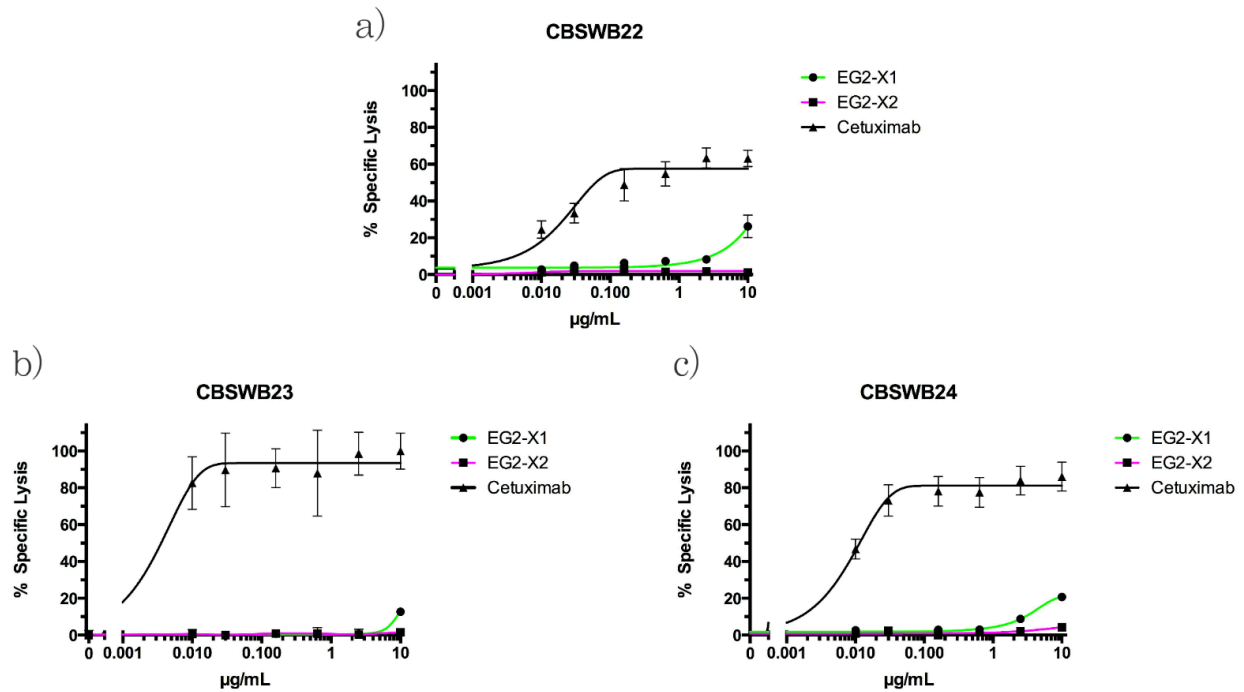 a)
CBSWB22
% Specific Lysis
100
80
60
40
20
0
0 0.001 0.010 0.100 1 10
µg/mL
EG2-X1
EG2-X2
Cetuximab
b)
CBSWB23
% Specific Lysis
100
80
60
40
20
0
0 0.001 0.010 0.100 1 10
µg/mL
EG2-X1
EG2-X2
Cetuximab
c)
CBSWB24
% Specific Lysis
100
80
60
40
20
0
0 0.001 0.010 0.100 1 10
µg/mL
EG2-X1
EG2-X2
Cetuximab